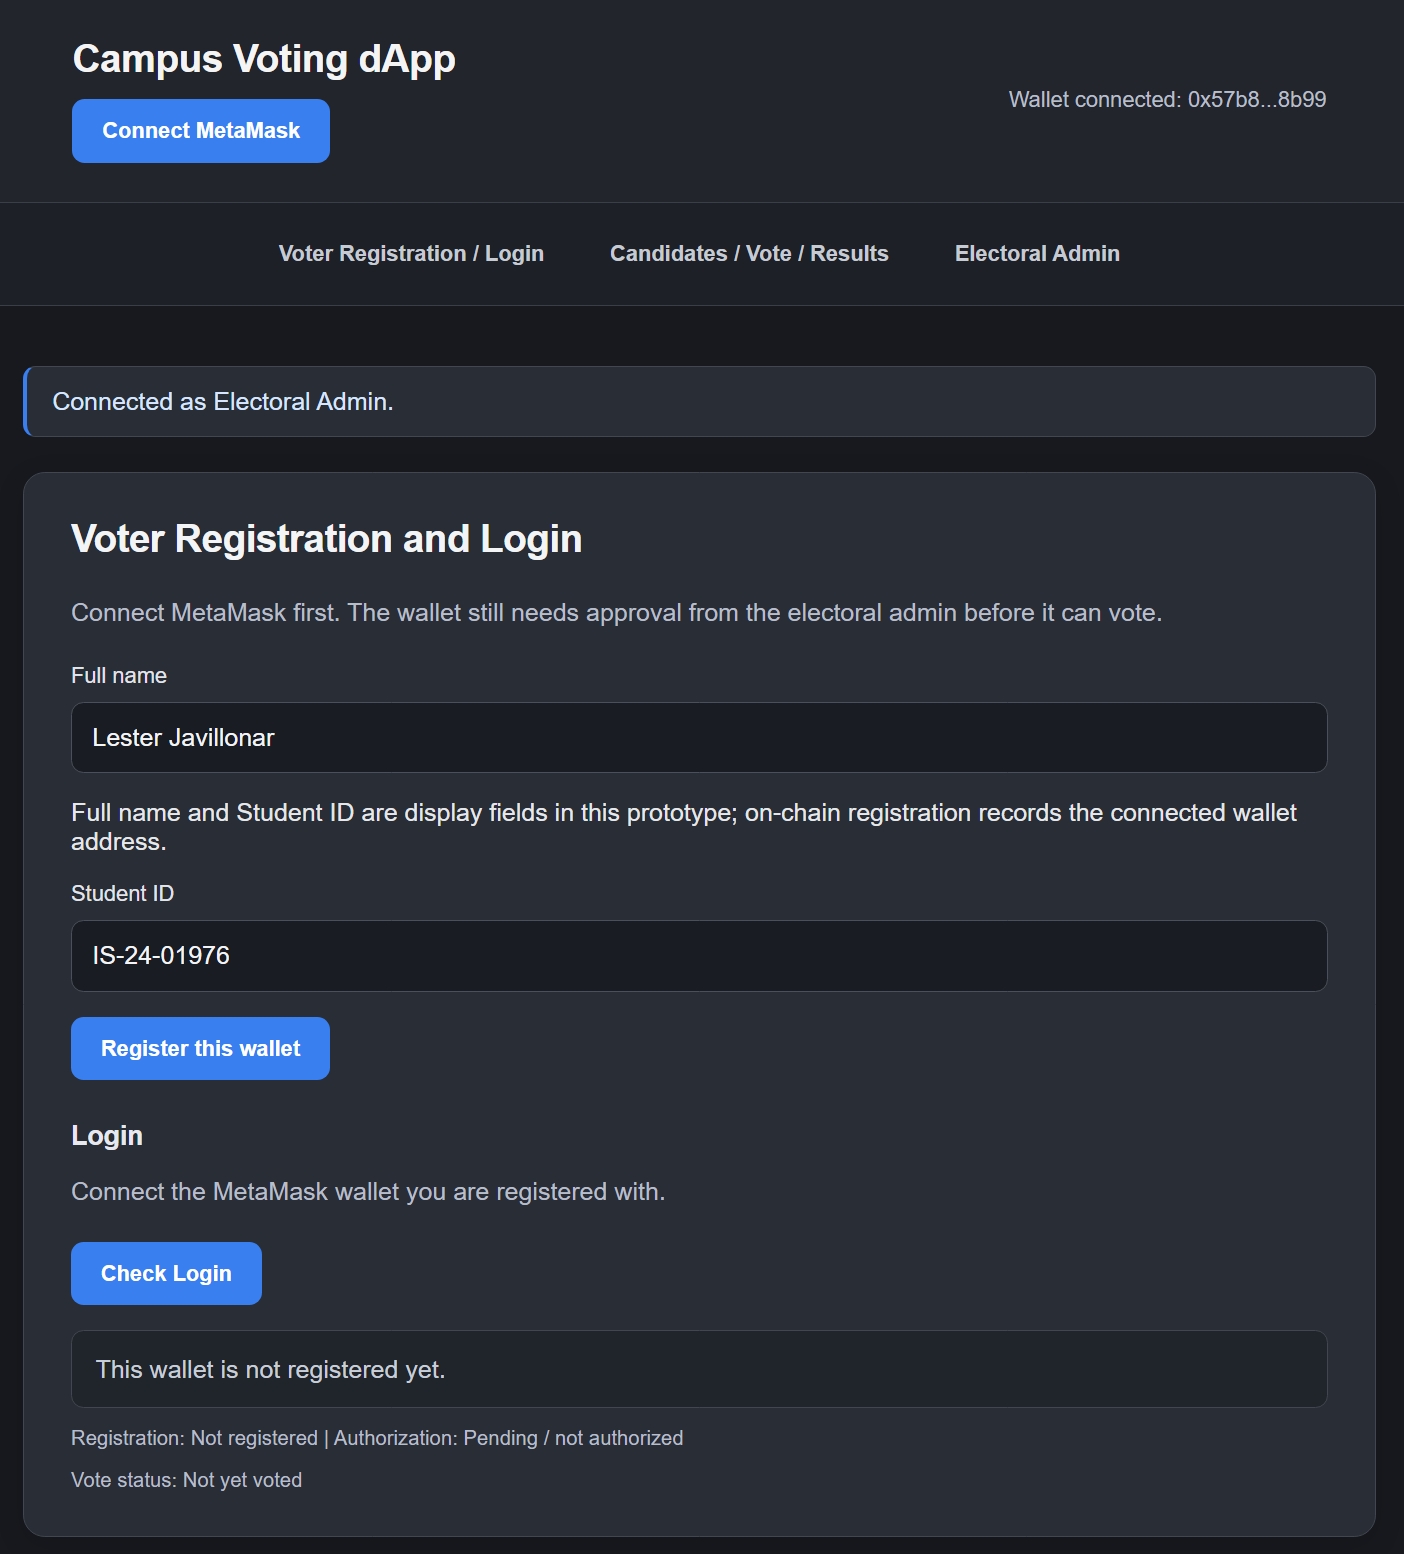 Campus Voting dApp
Connect MetaMask
Wallet connected: 0x57b8...8b99
Voter Registration / Login
Candidates / Vote / Results
Electoral Admin
Connected as Electoral Admin.
Voter Registration and Login
Connect MetaMask first. The wallet still needs approval from the electoral admin before it can vote.
Full name
Lester Javillonar
Full name and Student ID are display fields in this prototype; on-chain registration records the connected wallet
address.
Student ID
IS-24-01976
Register this wallet
Login
Connect the MetaMask wallet you are registered with.
Check Login
This wallet is not registered yet.
Registration: Not registered | Authorization: Pending / not authorized
Vote status: Not yet voted